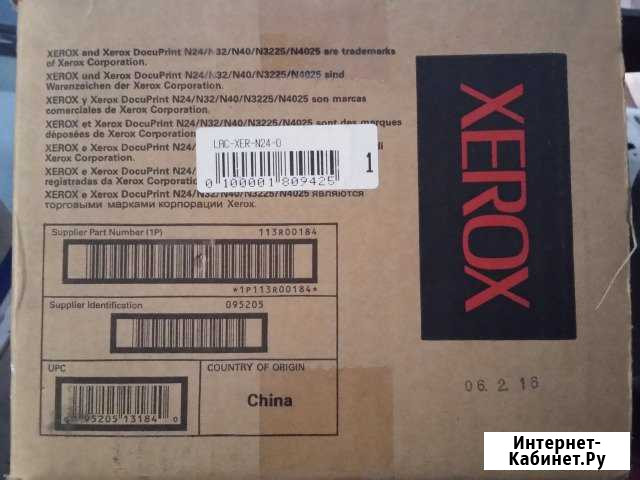 XEROX and Xerox DocuPrint N24/N32/N40/N3225/N4025 are trademarks
of Xerox Corporation.
XEROX und Xerox DocuPrint N24/N32/N40/N3225/N4025 sind
Warenzeichen der Xerox Corporation.
XEROX y Xerox DocuPrint N24/N32/N40/N3225/N4025 son marcas
comerciales de Xerox Corporation.
XEROX et Xerox DocuPrint N24/N32/N40/N3225/N4025 sont des marques
déposées de Xerox Corporation
XEROX e Xerox DocuPrint
Xerox Corporation.
XEROX e Xerox DocuPrint
registradas da Xerox
XEROX e Xerox DocuPrint N24/N32/N40/N3225/N4025 являются
торговыми марками корпорации Xerox.
LAC-XER-N24-0
0 100001 809425
1
XEROX
Supplier Part Number (1P) 113R00184
*1P113R00184*
Supplier Identification 095205
UPC
95205 13184 0
COUNTRY OF ORIGIN
China
06.2.16
Интернет-
Кабинет.Ру